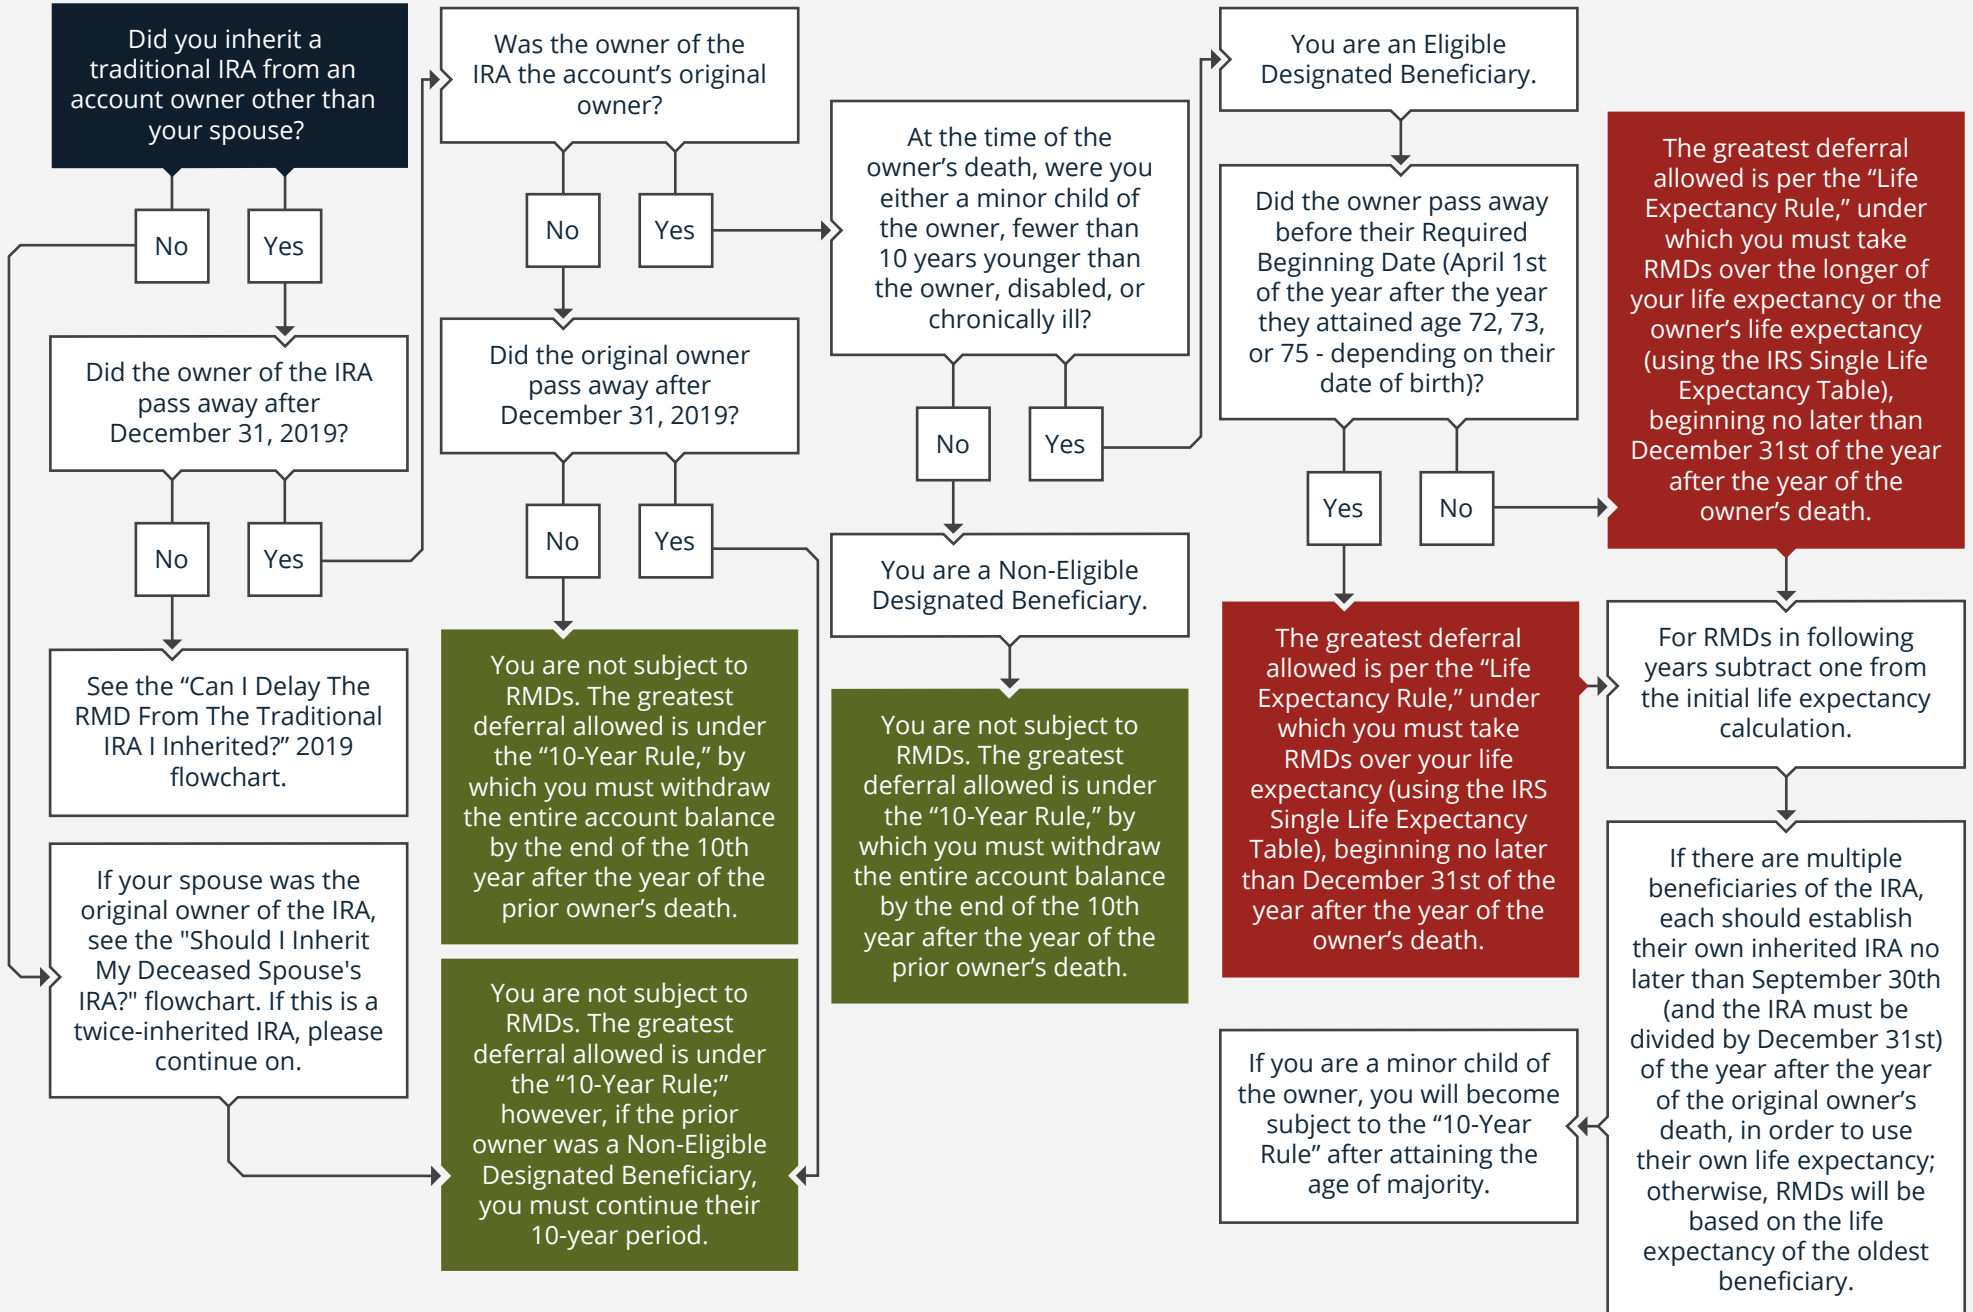 Did you inherit a
traditional IRA from an
account owner other than
your spouse?
No
Yes
Did the owner of the IRA
pass away after
December 31, 2019?
No
Yes
See the “Can I Delay The
RMD From The Traditional
IRA I Inherited?” 2019
flowchart.
If your spouse was the
original owner of the IRA,
see the "Should I Inherit
My Deceased Spouse's
IRA?" flowchart. If this is a
twice-inherited IRA, please
continue on.
Was the owner of the
IRA the account’s original
owner?
No
Yes
Did the original owner
pass away after
December 31, 2019?
No
Yes
You are not subject to
RMDs. The greatest
deferral allowed is under
the “10-Year Rule,” by
which you must withdraw
the entire account balance
by the end of the 10th
year after the year of the
prior owner’s death.
You are not subject to
RMDs. The greatest
deferral allowed is under
the “10-Year Rule;”
however, if the prior
owner was a Non-Eligible
Designated Beneficiary,
you must continue their
10-year period.
At the time of the
owner’s death, were you
either a minor child of
the owner, fewer than
10 years younger than
the owner, disabled, or
chronically ill?
No
Yes
You are a Non-Eligible
Designated Beneficiary.
You are not subject to
RMDs. The greatest
deferral allowed is under
the “10-Year Rule,” by
which you must withdraw
the entire account balance
by the end of the 10th
year after the year of the
prior owner’s death.
You are an Eligible
Designated Beneficiary.
Did the owner pass away
before their Required
Beginning Date (April 1st
of the year after the year
they attained age 72, 73,
or 75 - depending on their
date of birth)?
Yes
No
The greatest deferral
allowed is per the “Life
Expectancy Rule,” under
which you must take
RMDs over your life
expectancy (using the IRS
Single Life Expectancy
Table), beginning no later
than December 31st of the
year after the year of the
owner’s death.
The greatest deferral
allowed is per the “Life
Expectancy Rule,” under
which you must take
RMDs over the longer of
your life expectancy or the
owner’s life expectancy
(using the IRS Single Life
Expectancy Table),
beginning no later than
December 31st of the year
after the year of the
owner’s death.
For RMDs in following
years subtract one from
the initial life expectancy
calculation.
If there are multiple
beneficiaries of the IRA,
each should establish
their own inherited IRA no
later than September 30th
(and the IRA must be
divided by December 31st)
of the year after the year
of the original owner’s
death, in order to use
their own life expectancy;
otherwise, RMDs will be
based on the life
expectancy of the oldest
beneficiary.
If you are a minor child of
the owner, you will become
subject to the “10-Year
Rule” after attaining the
age of majority.